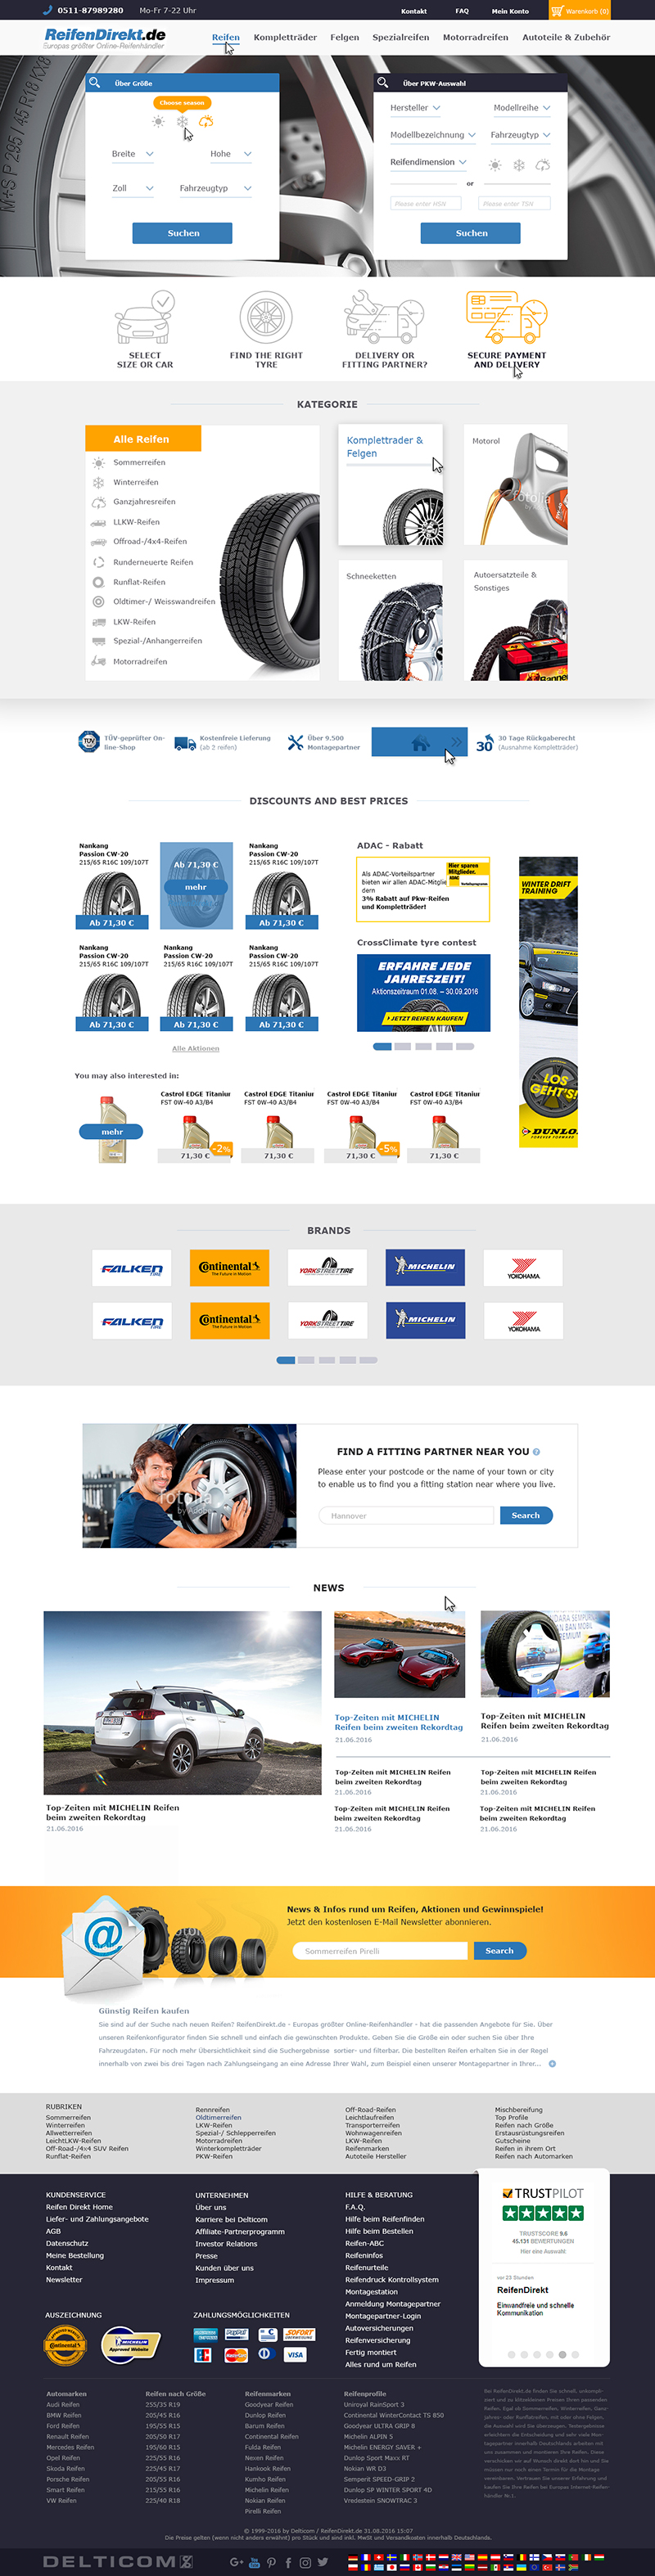 0511-87989280 Mo-Fr 7-22 Uhr Kontakt FAQ Mein Konto Warenkorb (0)
ReifenDirekt.de
Europas größter Online-Reifenhändler
Reifen Kompletträder Felgen Spezialreifen Motorradreifen Autoteile & Zubehör
M+S P 295 / 45 R18 KX8
Über Größe
Choose season
Breite Hohe
Zoll Fahrzeugtyp
Suchen
Über PKW-Auswahl
Hersteller Modellreihe
Modellbezeichnung Fahrzeugtyp
Reifendimension
or
Please enter HSN Please enter TSN
Suchen
SELECT
SIZE OR CAR
FIND THE RIGHT
TYRE
DELIVERY OR
FITTING PARTNER?
SECURE PAYMENT
AND DELIVERY
KATEGORIE
Alle Reifen
Sommerreifen
Winterreifen
Ganzjahresreifen
LLKW-Reifen
Offroad-/4x4-Reifen
Runderneuerte Reifen
Runflat-Reifen
Oldtimer-/ Weisswandreifen
LKW-Reifen
Spezial-/Anhangerreifen
Motorradreifen
Komplettrader &
Felgen
Motorol
fotolia
Schneeketten
Autoersatzteile &
Sonstiges
TÜV-geprüfter On-
line-Shop
Kostenfreie Lieferung
(ab 2 reifen)
Über 9.500
Montagepartner
30
30 Tage Rückgaberecht
(Ausnahme Kompletträder)
DISCOUNTS AND BEST PRICES
Nankang
Passion CW-20
215/65 R16C 109/107T
Ab 71,30 €
Ab 71,30 €
mehr
Nankang
Passion CW-20
215/65 R16C 109/107T
Ab 71,30 €
Nankang
Passion CW-20
215/65 R16C 109/107T
Ab 71,30 €
Nankang
Passion CW-20
215/65 R16C 109/107T
Ab 71,30 €
Nankang
Passion CW-20
215/65 R16C 109/107T
Ab 71,30 €
Alle Aktionen
ADAC - Rabatt
Als ADAC-Vorteilspartner
bieten wir allen ADAC-Mitglie
dern
3% Rabatt auf Pkw-Reifen
und Kompletträder!
Hier sparen
Mitglieder.
ADAC
CrossClimate tyre contest
ERFAHRE JEDE
JAHRESZEIT!
Aktionszeitraum 01.08. – 30.09.2016
JETZT REIFEN KAUFEN
WINTER DRIFT
TRAINING
LOS
GEHT'S!
DUNLO
FOREVER FORWARD
You may also interested in:
mehr
Castrol EDGE Titaniur
FST 0W-40 A3/B4
-2%
71,30 €
Castrol EDGE Titaniur
FST 0W-40 A3/B4
71,30 €
Castrol EDGE Titaniur
FST 0W-40 A3/B4
-5%
71,30 €
Castrol EDGE Titaniur
FST 0W-40 A3/B4
71,30 €
BRANDS
FALKEN TIRE
Continental
The Future in Motion
YORKSTREETTIRE
MICHELIN
YOKOHAMA
FALKEN TIRE
Continental
The Future in Motion
YORKSTREETTIRE
MICHELIN
YOKOHAMA
fotolia
FIND A FITTING PARTNER NEAR YOU ?
Please enter your postcode or the name of your town or city
to enable us to find you a fitting station near where you live.
Hannover Search
NEWS
Top-Zeiten mit MICHELIN Reifen
beim zweiten Rekordtag
21.06.2016
Top-Zeiten mit MICHELIN
Reifen beim zweiten Rekordtag
21.06.2016
Top-Zeiten mit MICHELIN
Reifen beim zweiten Rekordtag
21.06.2016
Top-Zeiten mit MICHELIN Reifen
beim zweiten Rekordtag
21.06.2016
Top-Zeiten mit MICHELIN Reifen
beim zweiten Rekordtag
21.06.2016
Top-Zeiten mit MICHELIN Reifen
beim zweiten Rekordtag
21.06.2016
Top-Zeiten mit MICHELIN Reifen
beim zweiten Rekordtag
21.06.2016
@
News & Infos rund um Reifen, Aktionen und Gewinnspiele!
Jetzt den kostenlosen E-Mail Newsletter abonnieren.
Sommerreifen Pirelli Search
Günstig Reifen kaufen
Sie sind auf der Suche nach neuen Reifen? ReifenDirekt.de - Europas größter Online-Reifenhändler - hat die passenden Angebote für Sie. Über
unseren Reifenkonfigurator finden Sie schnell und einfach die gewünschten Produkte. Geben Sie die Größe ein oder suchen Sie über Ihre
Fahrzeugdaten. Für noch mehr Übersichtlichkeit sind die Suchergebnisse sortier- und filterbar. Die bestellten Reifen erhalten Sie in der Regel
innerhalb von zwei bis drei Tagen nach Zahlungseingang an eine Adresse Ihrer Wahl, zum Beispiel einen unserer Montagepartner in Ihrer...
RUBRIKEN
Sommerreifen
Winterreifen
Allwetterreifen
LeichtLKW-Reifen
Off-Road-/4x4 SUV Reifen
Runflat-Reifen
Rennreifen
Oldtimerreifen
LKW-Reifen
Spezial-/ Schlepperreifen
Motorradreifen
Winterkompletträder
PKW-Reifen
Off-Road-Reifen
Leichtlaufreifen
Transporterreifen
Wohnwagenreifen
LKW-Reifen
Reifenmarken
Autoteile Hersteller
Mischbereifung
Top Profile
Reifen nach Größe
Erstausrüstungsreifen
Gutscheine
Reifen in ihrem Ort
Reifen nach Automarken
KUNDENSERVICE
Reifen Direkt Home
Liefer- und Zahlungsangebote
AGB
Datenschutz
Meine Bestellung
Kontakt
Newsletter
UNTERNEHMEN
Über uns
Karriere bei Delticom
Affiliate-Partnerprogramm
Investor Relations
Presse
Kunden über uns
Impressum
HILFE & BERATUNG
F.A.Q.
Hilfe beim Reifenfinden
Hilfe beim Bestellen
Reifen-ABC
Reifeninfos
Reifenurteile
Reifendruck Kontrollsystem
Montagestation
Anmeldung Montagepartner
Montagepartner-Login
Autoversicherungen
Reifenversicherung
Fertig montiert
Alles rund um Reifen
TRUSTPILOT
TRUSTSCORE 9.6
45.131 BEWERTUNGEN
Hier eine Auswahl
vor 23 Stunden
ReifenDirekt
Einwandfreie und schnelle
Kommunikation
AUSZEICHNUNG
Continental
MICHELIN
Approved Website
ZAHLUNGSMÖGLICHKEITEN
PayPal SOFORT
VISA
Automarken
Audi Reifen
BMW Reifen
Ford Reifen
Renault Reifen
Mercedes Reifen
Opel Reifen
Skoda Reifen
Porsche Reifen
Smart Reifen
VW Reifen
Reifen nach Größe
255/35 R19
205/45 R16
195/55 R15
205/50 R17
195/60 R15
225/55 R16
225/45 R17
205/55 R16
215/55 R16
225/40 R18
Reifenmarken
Goodyear Reifen
Dunlop Reifen
Barum Reifen
Continental Reifen
Fulda Reifen
Nexen Reifen
Hankook Reifen
Kumho Reifen
Michelin Reifen
Nokian Reifen
Pirelli Reifen
Reifenprofile
Uniroyal RainSport 3
Continental WinterContact TS 850
Goodyear ULTRA GRIP 8
Michelin ALPIN 5
Michelin ENERGY SAVER +
Dunlop Sport Maxx RT
Nokian WR D3
Semperit SPEED-GRIP 2
Dunlop SP WINTER SPORT 4D
Vredestein SNOWTRAC 3
© 1999-2016 by Delticom / ReifenDirekt.de 31.08.2016 15:07
Die Preise gelten (wenn nicht anders erwähnt) pro Stück und sind inkl. MwSt und Versandkosten innerhalb Deutschlands.
DELTICOM